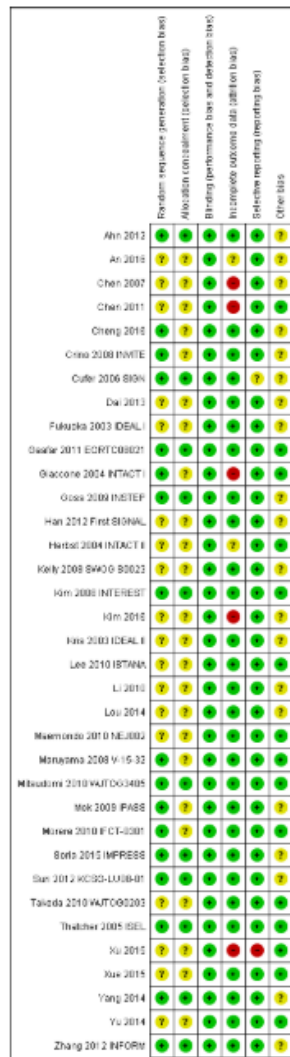 Random sequence generation (selection bias)
Allocation concealment (selection bias)
Blinding (performance bias and detection bias)
Incomplete outcome data (attrition bias)
Selective reporting (reporting bias)
Other bias
Ahn 2012
An 2016
Chen 2007
Chen 2011
Cheng 2016
Crino 2008 INVITE
Cufer 2006 SIGN
Dai 2013
Fukuoka 2003 IDEAL I
Gaafar 2011 EORTC08021
Giaccone 2004 INTACT I
Goss 2009 INSTEP
Han 2012 First SIGNAL
Herbst 2004 INTACT II
Kelly 2008 SWOG S0023
Kim 2008 INTEREST
Kim 2016
Kris 2003 IDEAL II
Lee 2010 ISTANA
Li 2010
Lou 2014
Maemondo 2010 NEJ002
Maruyama 2008 V-15-32
Mitsudomi 2010 WJTOG3405
Mok 2009 IPASS
Morere 2010 IFCT-0301
Soria 2015 IMPRESS
Sun 2012 KCSG-LU08-01
Takeda 2010 WJTOG0203
Thatcher 2005 ISEL
Xu 2015
Xue 2015
Yang 2014
Yu 2014
Zhang 2012 INFORM